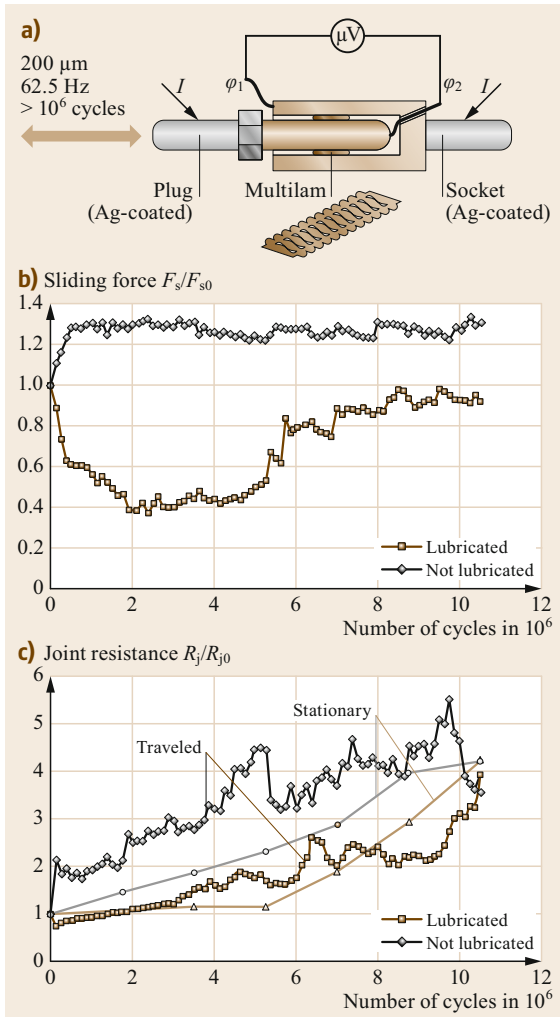 a)
μV
200 μm
62.5 Hz
> 10⁶ cycles
I
φ₁
φ₂
I
Plug
(Ag-coated)
Multilam
Socket
(Ag-coated)
b) Sliding force Fₛ/Fₛ₀
1.4
1.2
1.0
0.8
0.6
0.4
0.2
0
Lubricated
Not lubricated
0 2 4 6 8 10 12
Number of cycles in 10⁶
c) Joint resistance Rⱼ/Rⱼ₀
6
5
4
3
2
1
0
Stationary
Traveled
Lubricated
Not lubricated
0 2 4 6 8 10 12
Number of cycles in 10⁶